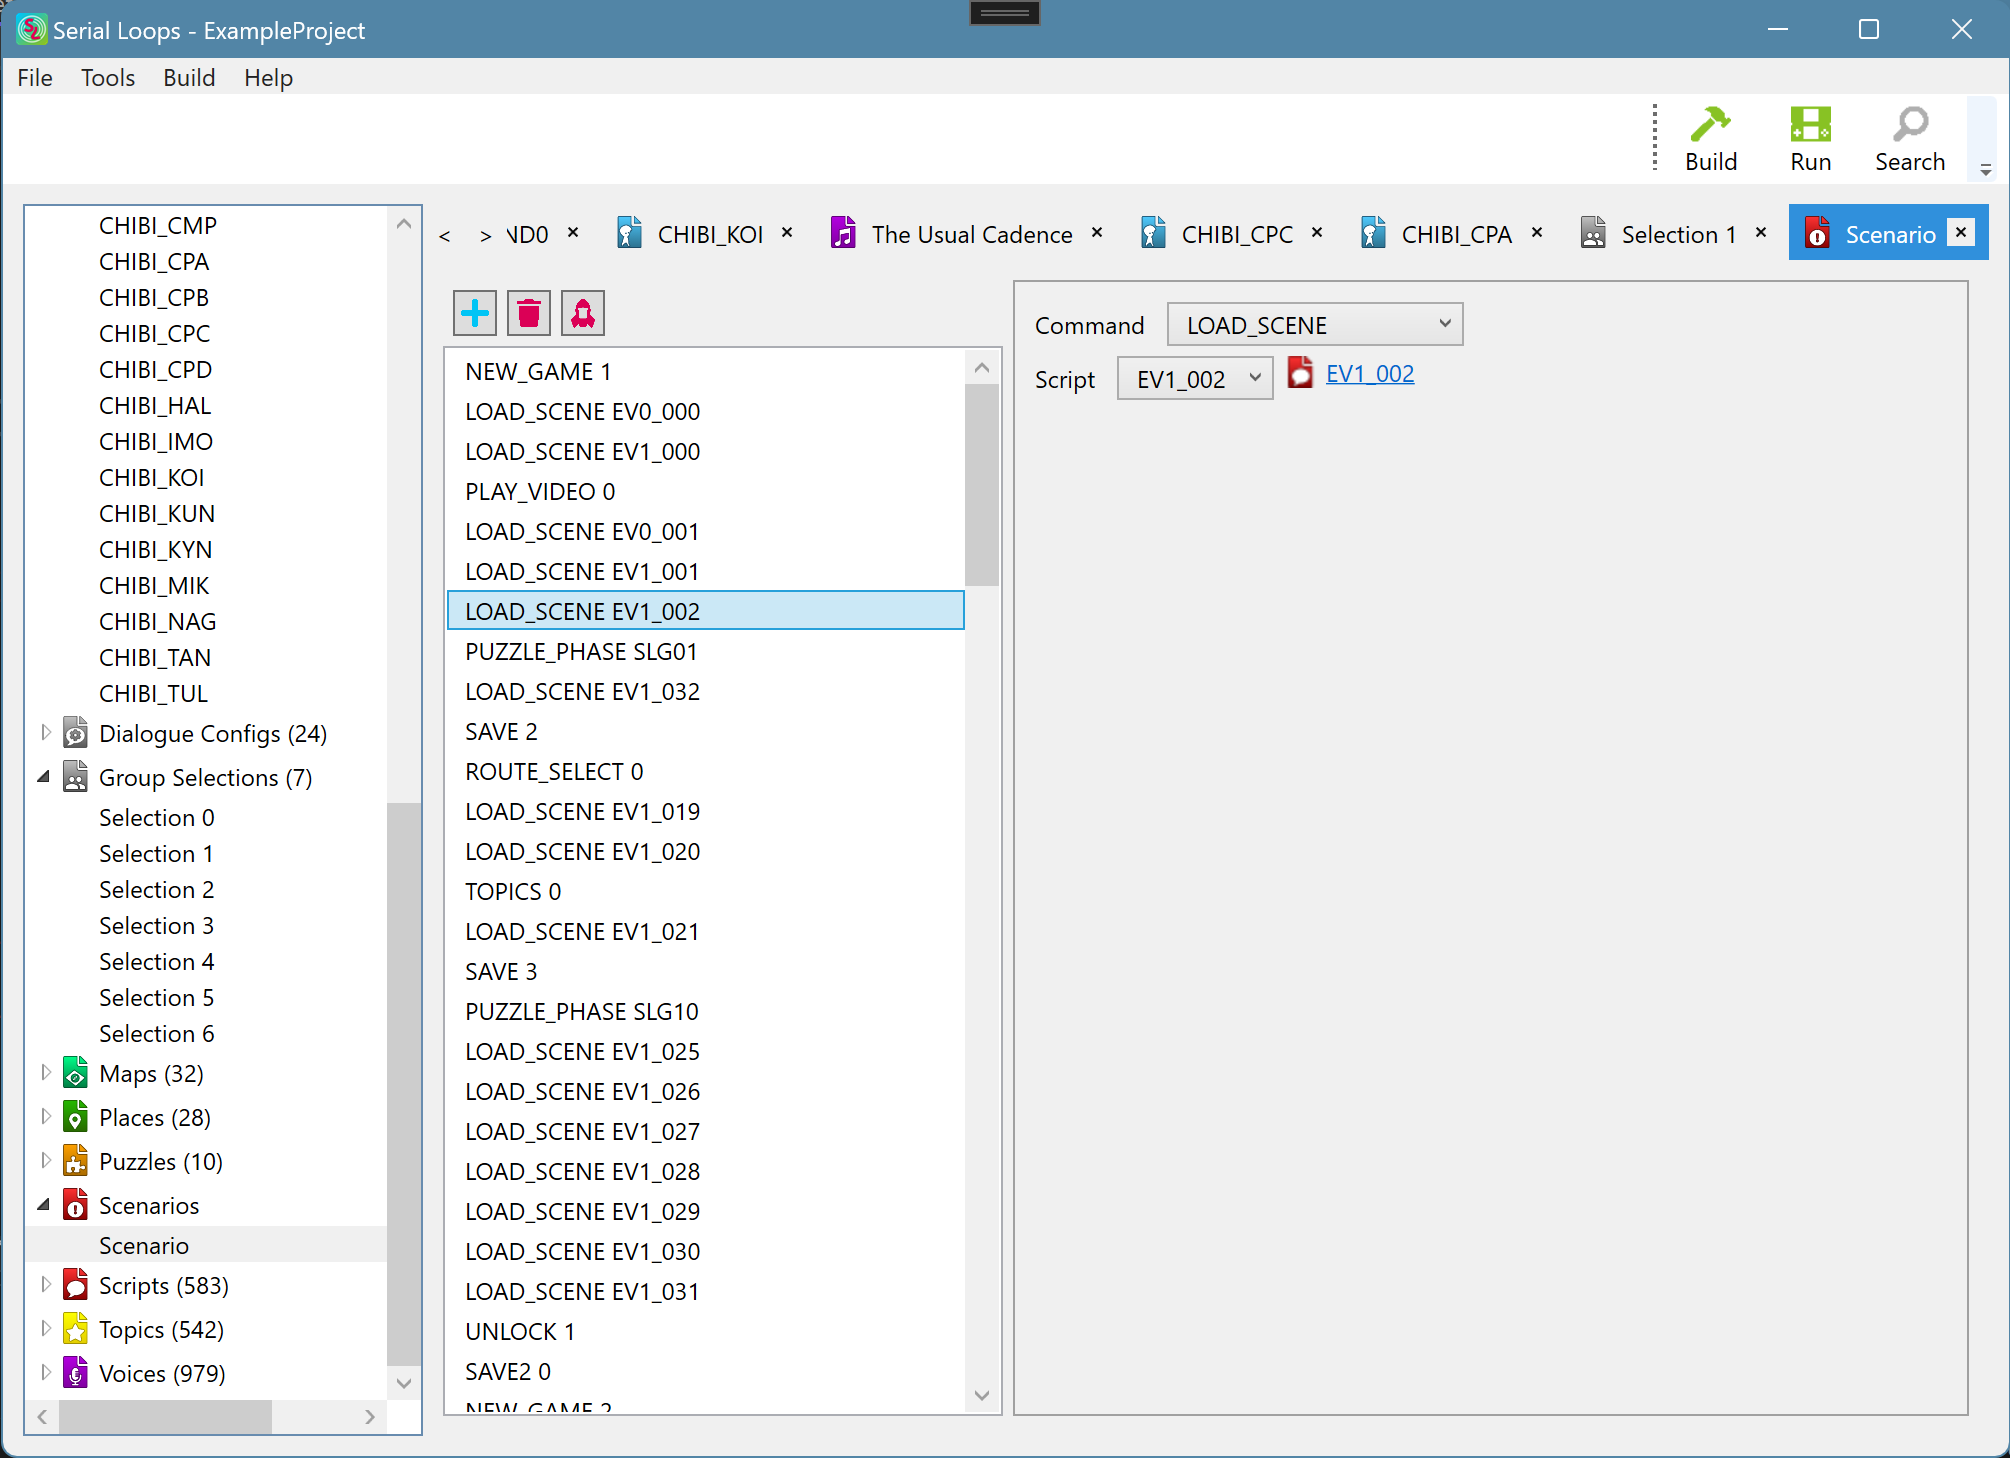 Serial Loops - ExampleProject
File Tools Build Help
Build Run Search
CHIBI_CMP
CHIBI_CPA
CHIBI_CPB
CHIBI_CPC
CHIBI_CPD
CHIBI_HAL
CHIBI_IMO
CHIBI_KOI
CHIBI_KUN
CHIBI_KYN
CHIBI_MIK
CHIBI_NAG
CHIBI_TAN
CHIBI_TUL
Dialogue Configs (24)
Group Selections (7)
Selection 0
Selection 1
Selection 2
Selection 3
Selection 4
Selection 5
Selection 6
Maps (32)
Places (28)
Puzzles (10)
Scenarios
Scenario
Scripts (583)
Topics (542)
Voices (979)
< > ND0 × CHIBI_KOI × The Usual Cadence × CHIBI_CPC × CHIBI_CPA × Selection 1 × Scenario ×
NEW_GAME 1
LOAD_SCENE EV0_000
LOAD_SCENE EV1_000
PLAY_VIDEO 0
LOAD_SCENE EV0_001
LOAD_SCENE EV1_001
LOAD_SCENE EV1_002
PUZZLE_PHASE SLG01
LOAD_SCENE EV1_032
SAVE 2
ROUTE_SELECT 0
LOAD_SCENE EV1_019
LOAD_SCENE EV1_020
TOPICS 0
LOAD_SCENE EV1_021
SAVE 3
PUZZLE_PHASE SLG10
LOAD_SCENE EV1_025
LOAD_SCENE EV1_026
LOAD_SCENE EV1_027
LOAD_SCENE EV1_028
LOAD_SCENE EV1_029
LOAD_SCENE EV1_030
LOAD_SCENE EV1_031
UNLOCK 1
SAVE2 0
NEW_GAME 2
Command LOAD_SCENE
Script EV1_002 EV1_002